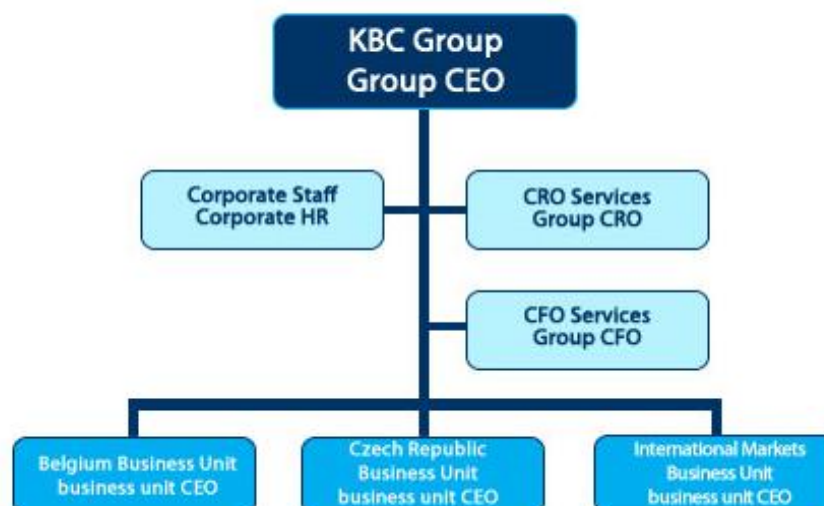 KBC Group
Group CEO
Corporate Staff
Corporate HR
CRO Services
Group CRO
CFO Services
Group CFO
Belgium Business Unit
business unit CEO
Czech Republic
Business Unit
business unit CEO
International Markets
Business Unit
business unit CEO